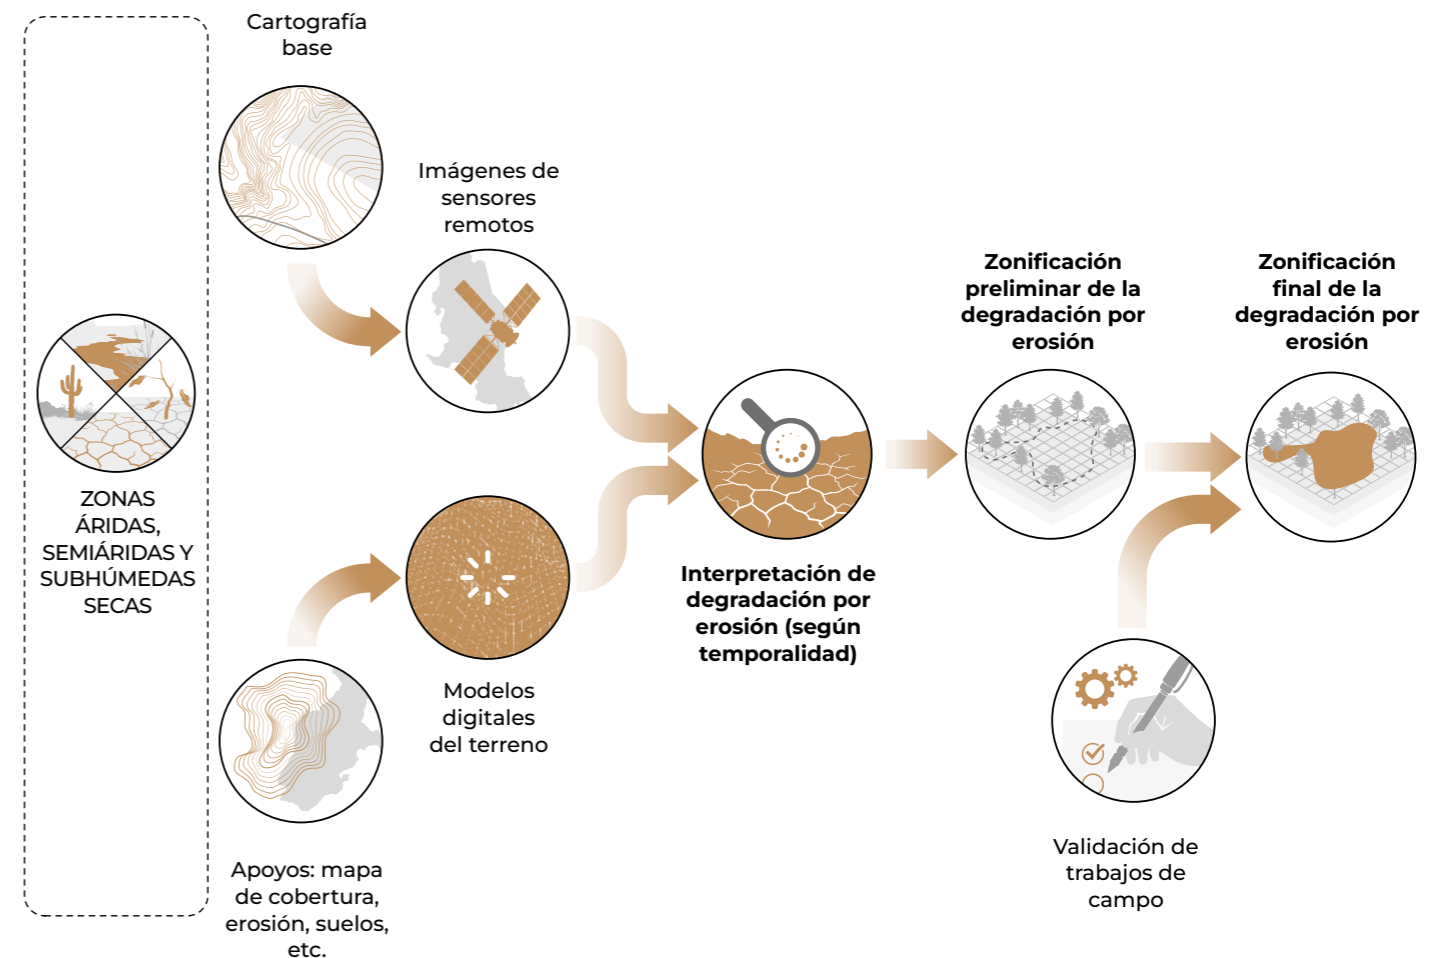 Cartografía
base
Imágenes de
sensores
remotos
ZONAS
ÁRIDAS,
SEMIÁRIDAS Y
SUBHÚMEDAS
SECAS
Apoyos: mapa
de cobertura,
erosión, suelos,
etc.
Modelos
digitales
del terreno
Interpretación de
degradación por
erosión (según
temporalidad)
Zonificación
preliminar de la
degradación por
erosión
Zonificación
final de la
degradación por
erosión
Validación de
trabajos de
campo